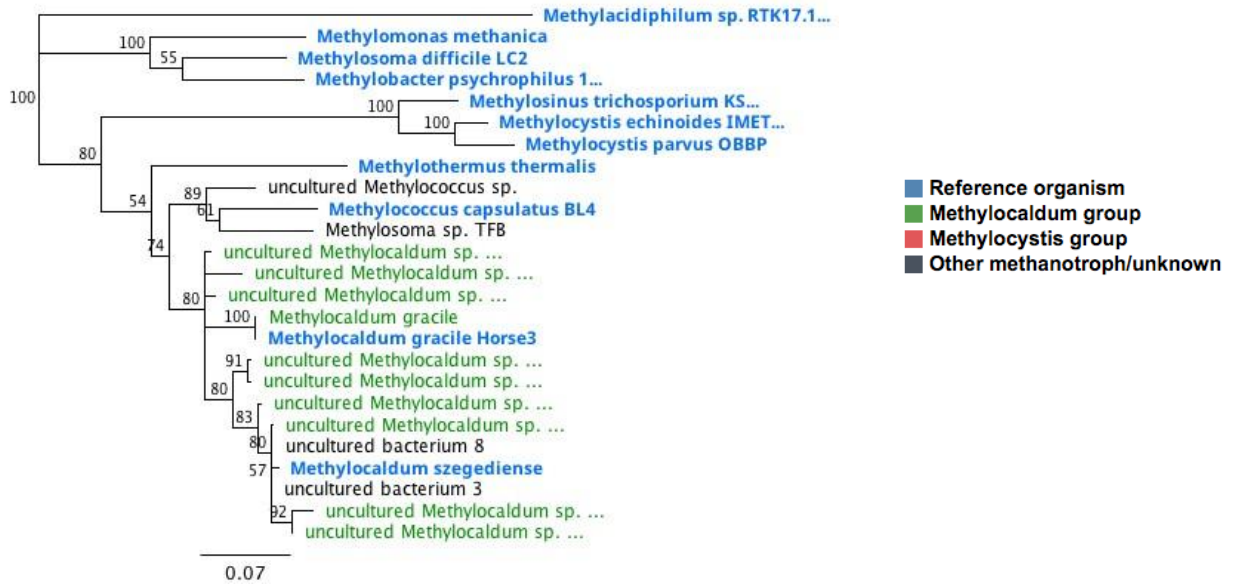 Methylacidiphilum sp. RTK17.1...
100
Methylomonas methanica
55
Methylosoma difficile LC2
Methylobacter psychrophilus 1...
100
100
Methylosinus trichosporium KS...
100
Methylocystis echinoides IMET...
Methylocystis parvus OBBP
80
Methylothermus thermalis
54
89
uncultured Methylococcus sp.
61
Methylococcus capsulatus BL4
Methylosoma sp. TFB
74
uncultured Methylocaldum sp. ...
uncultured Methylocaldum sp. ...
80
uncultured Methylocaldum sp. ...
100
Methylocaldum gracile
Methylocaldum gracile Horse3
91
uncultured Methylocaldum sp. ...
uncultured Methylocaldum sp. ...
80
uncultured Methylocaldum sp. ...
83
uncultured Methylocaldum sp. ...
80
uncultured bacterium 8
57
Methylocaldum szegediense
uncultured bacterium 3
92
uncultured Methylocaldum sp. ...
uncultured Methylocaldum sp. ...
0.07
Reference organism
Methylocaldum group
Methylocystis group
Other methanotroph/unknown